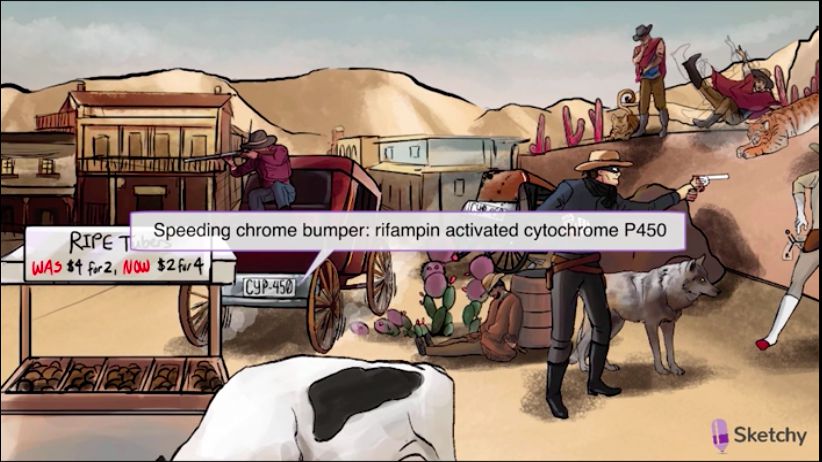 RIPE Tubers
WAS $4 for 2, NOW $2 for 4
Speeding chrome bumper: rifampin activated cytochrome P450
CYP-450
Sketchy